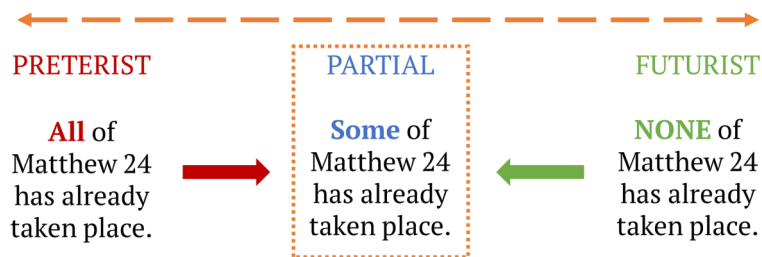 PRETERIST
All of
Matthew 24
has already
taken place.
PARTIAL
Some of
Matthew 24
has already
taken place.
FUTURIST
NONE of
Matthew 24
has already
taken place.